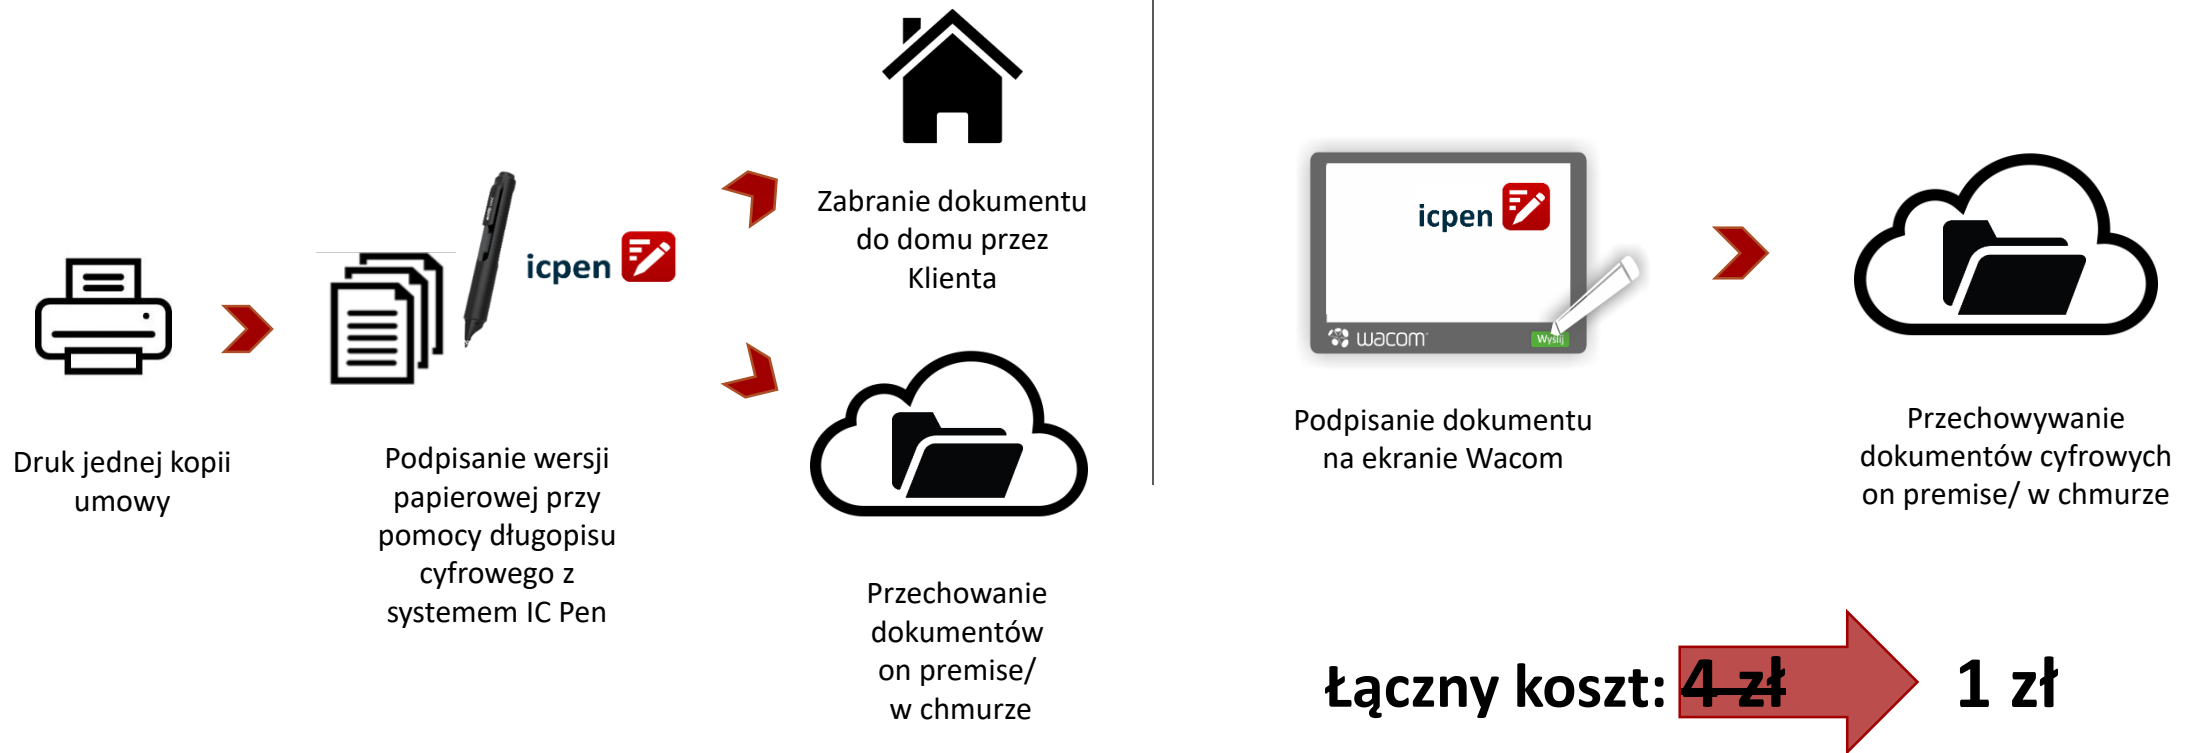 Druk jednej kopii
umowy
icpen
Podpisanie wersji
papierowej przy
pomocy długopisu
cyfrowego z
systemem IC Pen
Zabranie dokumentu
do domu przez
Klienta
Przechowanie
dokumentów
on premise/
w chmurze
icpen
wacom
Wyślij
Podpisanie dokumentu
na ekranie Wacom
Przechowywanie
dokumentów cyfrowych
on premise/ w chmurze
Łączny koszt: 4 zł 1 zł